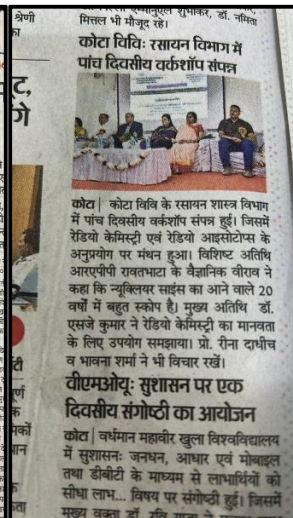 श्रेणी
का
मित्तल भी मौजूद रहे।
शुभाकर, डॉ. नमिता
कोटा विविः रसायन विभाग में
पांच दिवसीय वर्कशॉप संपन्न
ट,
गे
कोटा | कोटा विवि के रसायन शास्त्र विभाग
में पांच दिवसीय वर्कशॉप संपन्न हुई। जिसमें
रेडियो केमिस्ट्री एवं रेडियो आइसोटोप्स के
अनुप्रयोग पर मंथन हुआ। विशिष्ट अतिथि
आरएपीपी रावतभाटा के वैज्ञानिक वीराव ने
कहा कि न्यूक्लियर साइंस का आने वाले 20
वर्षों में बहुत स्कोप है। मुख्य अतिथि डॉ.
एसजे कुमार ने रेडियो केमिस्ट्री का मानवता
के लिए उपयोग समझाया। प्रो. रीना दाधीच
व भावना शर्मा ने भी विचार रखें।
वीएमओयूः सुशासन पर एक
दिवसीय संगोष्ठी का आयोजन
कोटा | वर्धमान महावीर खुला विश्वविद्यालय
में सुशासनः जनधन, आधार एवं मोबाइल
तथा डीबीटी के माध्यम से लाभार्थियों को
सीधा लाभ... विषय पर संगोष्ठी हुई। जिसमें
मुख्य वक्ता डॉ. रवि